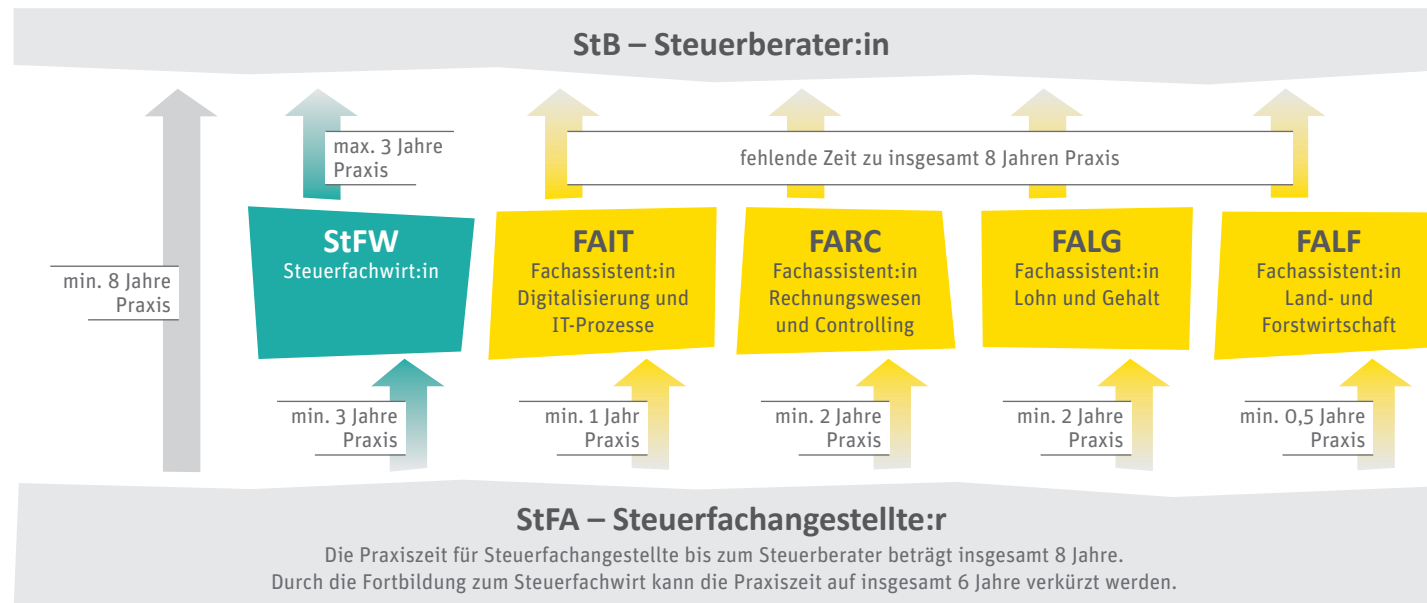 StB – Steuerberater:in
max. 3 Jahre
Praxis
fehlende Zeit zu insgesamt 8 Jahren Praxis
min. 8 Jahre
Praxis
StFW
Steuerfachwirt:in
FAIT
Fachassistent:in
Digitalisierung und
IT-Prozesse
FARC
Fachassistent:in
Rechnungswesen
und Controlling
FALG
Fachassistent:in
Lohn und Gehalt
FALF
Fachassistent:in
Land- und
Forstwirtschaft
min. 3 Jahre
Praxis
min. 1 Jahr
Praxis
min. 2 Jahre
Praxis
min. 2 Jahre
Praxis
min. 0,5 Jahre
Praxis
StFA – Steuerfachangestellte:r
Die Praxiszeit für Steuerfachangestellte bis zum Steuerberater beträgt insgesamt 8 Jahre.
Durch die Fortbildung zum Steuerfachwirt kann die Praxiszeit auf insgesamt 6 Jahre verkürzt werden.